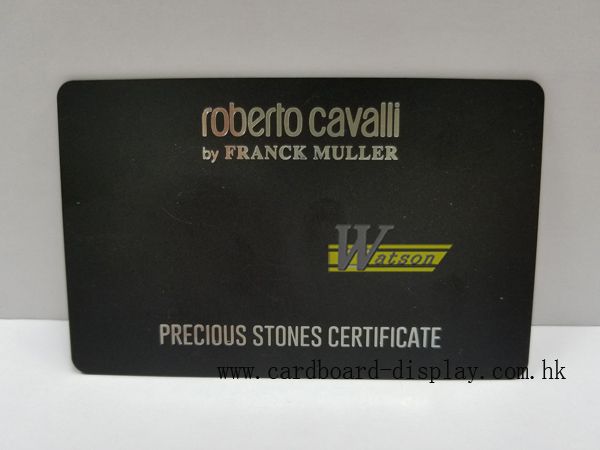 roberto cavalli
by FRANCK MULLER
Watson
PRECIOUS STONES CERTIFICATE
www.cardboard-display.com.hk